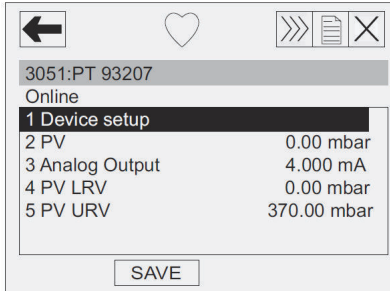 3051:PT 93207
Online
1 Device setup
2 PV 0.00 mbar
3 Analog Output 4.000 mA
4 PV LRV 0.00 mbar
5 PV URV 370.00 mbar
SAVE